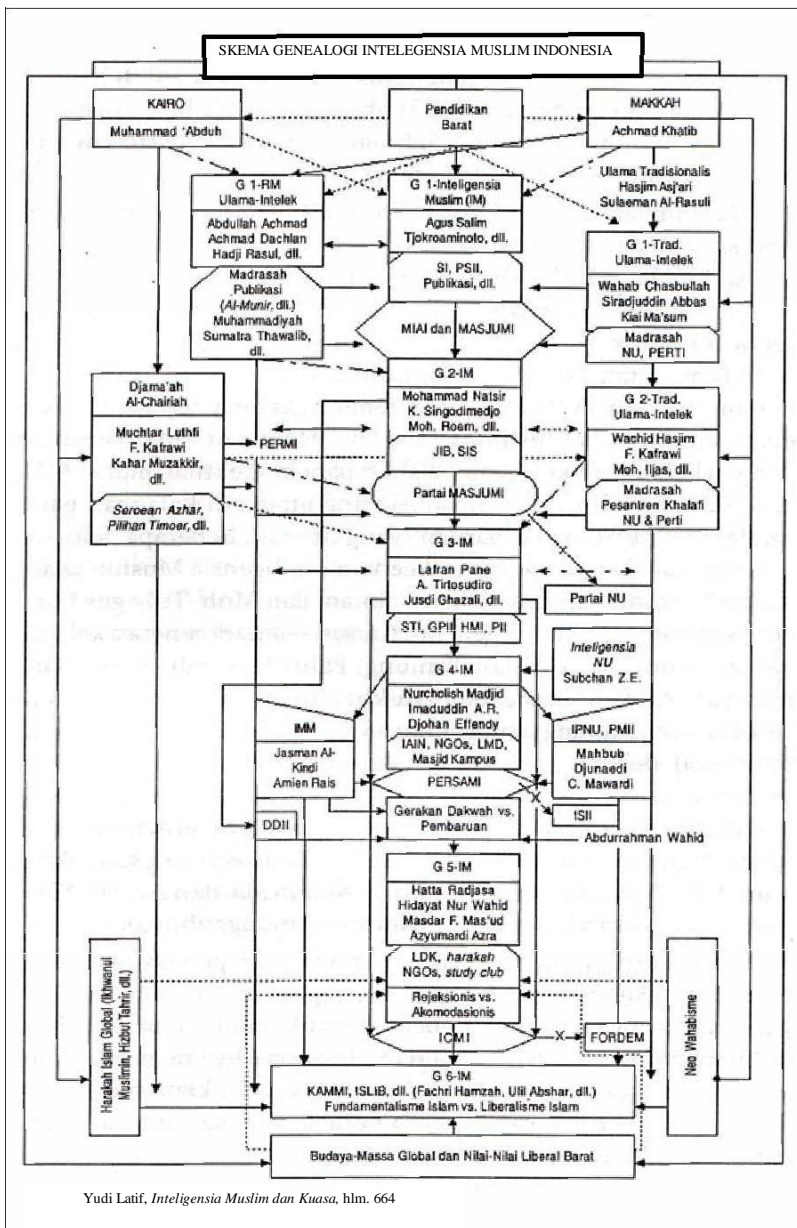 SKEMA GENEALOGI INTELEGENSIA MUSLIM INDONESIA
KAIRO
Muhammad 'Abduh
Pendidikan
Barat
MAKKAH
Achmad Khatib
G 1-RM
Ulama-Intelek
Abdullah Achmad
Achmad Dachlan
Hadji Rasul, dll.
Madrasah
Publikasi
(Al-Munir, dll.)
Muhammadiyah
Sumatra Thawalib,
dll.
G 1-Inteligensia
Muslim (IM)
Agus Salim
Tjokroaminoto, dll.
SI, PSII,
Publikasi, dll.
Ulama Tradisionalis
Hasjim Asj'ari
Sulaeman Al-Rasuli
G 1-Trad.
Ulama-Intelek
Wahab Chasbullah
Siradjuddin Abbas
Kiai Ma'sum
Madrasah
NU, PERTI
MIAI dan MASJUMI
G 2-IM
Mohammad Natsir
K. Singodimedjo
Moh. Roem, dll.
JIB, SIS
Djama'ah
Al-Chairiah
Muchtar Luthfi
F. Kafrawi
Kahar Muzakkir,
dll.
Seroean Azhar,
Pilihan Timoer, dll.
PERMI
G 2-Trad.
Ulama-Intelek
Wachid Hasjim
F. Kafrawi
Moh. Iljas, dll.
Madrasah
Pesantren Khalafi
NU & Perti
Partai MASJUMI
G 3-IM
Lafran Pane
A. Tirtosudiro
Jusdi Ghazali, dll.
STI, GPII HMI, PII
X
Partai NU
Inteligensia
NU
Subchan Z.E.
G 4-IM
Nurcholish Madjid
Imaduddin A.R.
Djohan Effendy
IAIN, NGOs, LMD,
Masjid Kampus
IMM
Jasman Al-
Kindi
Amien Rais
IPNU, PMII
Mahbub
Djunaedi
C. Mawardi
PERSAMI
X
DDII
Gerakan Dakwah vs.
Pembaruan
ISII
Abdurrahman Wahid
G 5-IM
Hatta Radjasa
Hidayat Nur Wahid
Masdar F. Mas'ud
Azyumardi Azra
LDK, harakah
NGOs, study club
Rejeksionis vs.
Akomodasionis
Harakah Islam Global (Ikhwanul
Muslimin, Hizbut Tahrir, dll.)
Neo Wahabisme
ICMI
X
FORDEM
G 6-IM
KAMMI, ISLIB, dll. (Fachri Hamzah, Ulil Abshar, dll.)
Fundamentalisme Islam vs. Liberalisme Islam
Budaya-Massa Global dan Nilai-Nilai Liberal Barat
Yudi Latif, Inteligensia Muslim dan Kuasa, hlm. 664